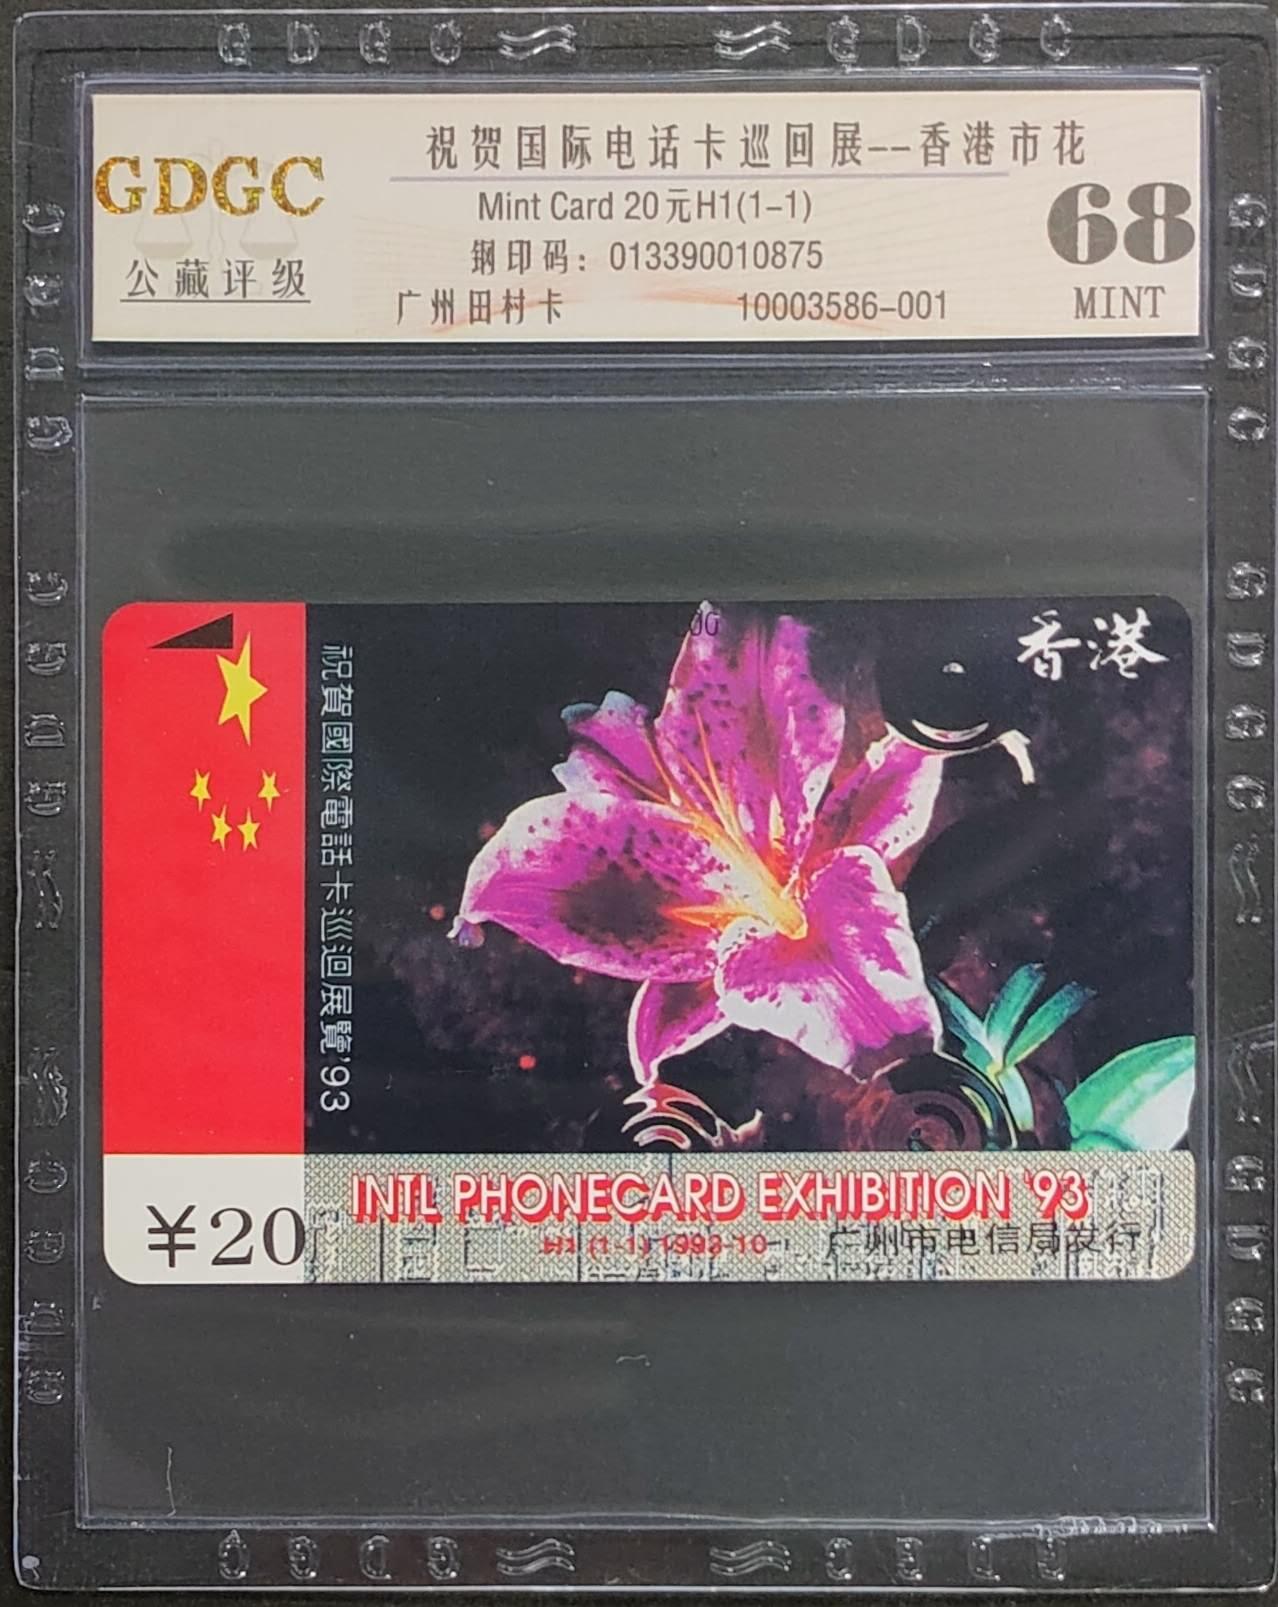 GDGC
公藏评级
祝贺国际电话卡巡回展--香港市花
Mint Card 20元H1(1-1)
钢印码：013390010875
广州田村卡
10003586-001
68
MINT
香港
祝賀國際電話卡巡迴展覽'93
¥20
INTL PHONECARD EXHIBITION '93
H1 (1-1) 1993-10
广州市电信局发行